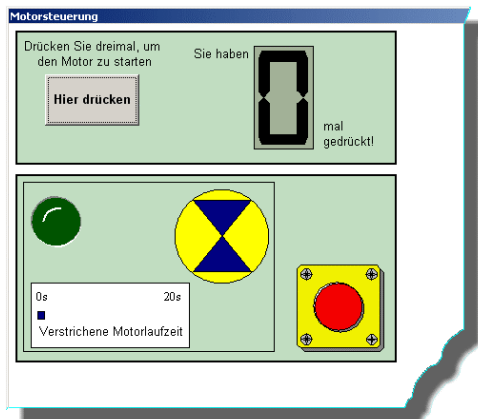 Motorsteuerung
Drücken Sie dreimal, um
den Motor zu starten
Hier drücken
Sie haben
0
mal
gedrückt!
0s 20s
Verstrichene Motorlaufzeit